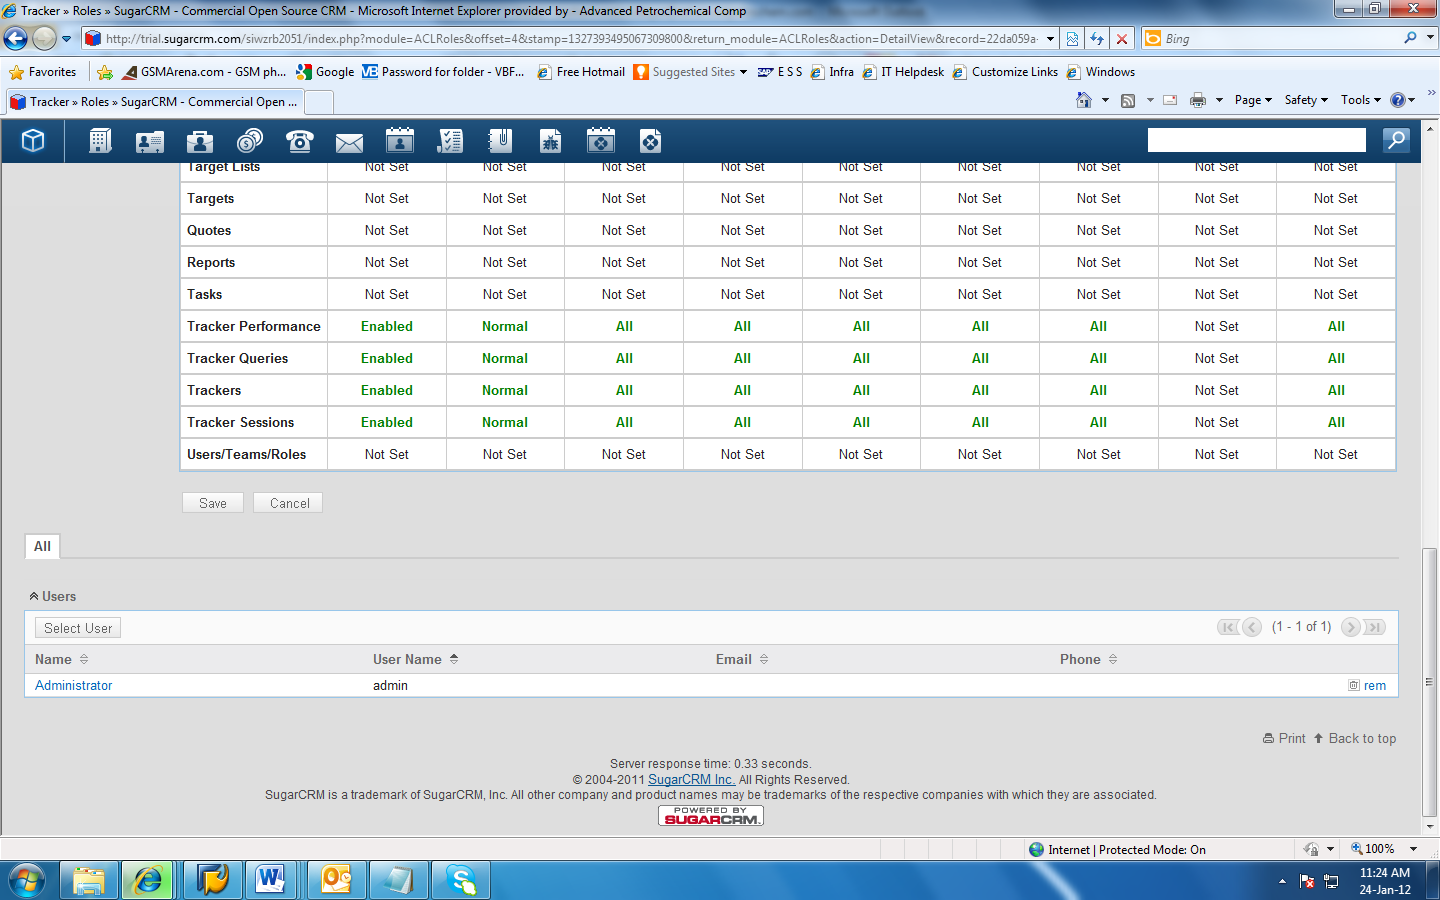 Tracker » Roles » SugarCRM - Commercial Open Source CRM - Microsoft Internet Explorer provided by - Advanced Petrochemical Comp
http://trial.sugarcrm.com/siwzrb2051/index.php?module=ACLRoles&offset=4&stamp=1327393495067309800&return_module=ACLRoles&action=DetailView&record=22da059a- Bing
Favorites GSMArena.com - GSM ph... Google VB Password for folder - VBF... Free Hotmail Suggested Sites SAP E S S Infra IT Helpdesk Customize Links Windows
Tracker » Roles » SugarCRM - Commercial Open ... Page Safety Tools
Target Lists Not Set Not Set Not Set Not Set Not Set Not Set Not Set Not Set Not Set
Targets Not Set Not Set Not Set Not Set Not Set Not Set Not Set Not Set Not Set
Quotes Not Set Not Set Not Set Not Set Not Set Not Set Not Set Not Set Not Set
Reports Not Set Not Set Not Set Not Set Not Set Not Set Not Set Not Set Not Set
Tasks Not Set Not Set Not Set Not Set Not Set Not Set Not Set Not Set Not Set
Tracker Performance Enabled Normal All All All All All Not Set All
Tracker Queries Enabled Normal All All All All All Not Set All
Trackers Enabled Normal All All All All All Not Set All
Tracker Sessions Enabled Normal All All All All All Not Set All
Users/Teams/Roles Not Set Not Set Not Set Not Set Not Set Not Set Not Set Not Set Not Set
Save Cancel
All
Users
Select User (1 - 1 of 1)
Name User Name Email Phone
Administrator admin rem
Print Back to top
Server response time: 0.33 seconds.
© 2004-2011 SugarCRM Inc. All Rights Reserved.
SugarCRM is a trademark of SugarCRM, Inc. All other company and product names may be trademarks of the respective companies with which they are associated.
POWERED BY
SUGARCRM.
Internet | Protected Mode: On 100%
11:24 AM
24-Jan-12